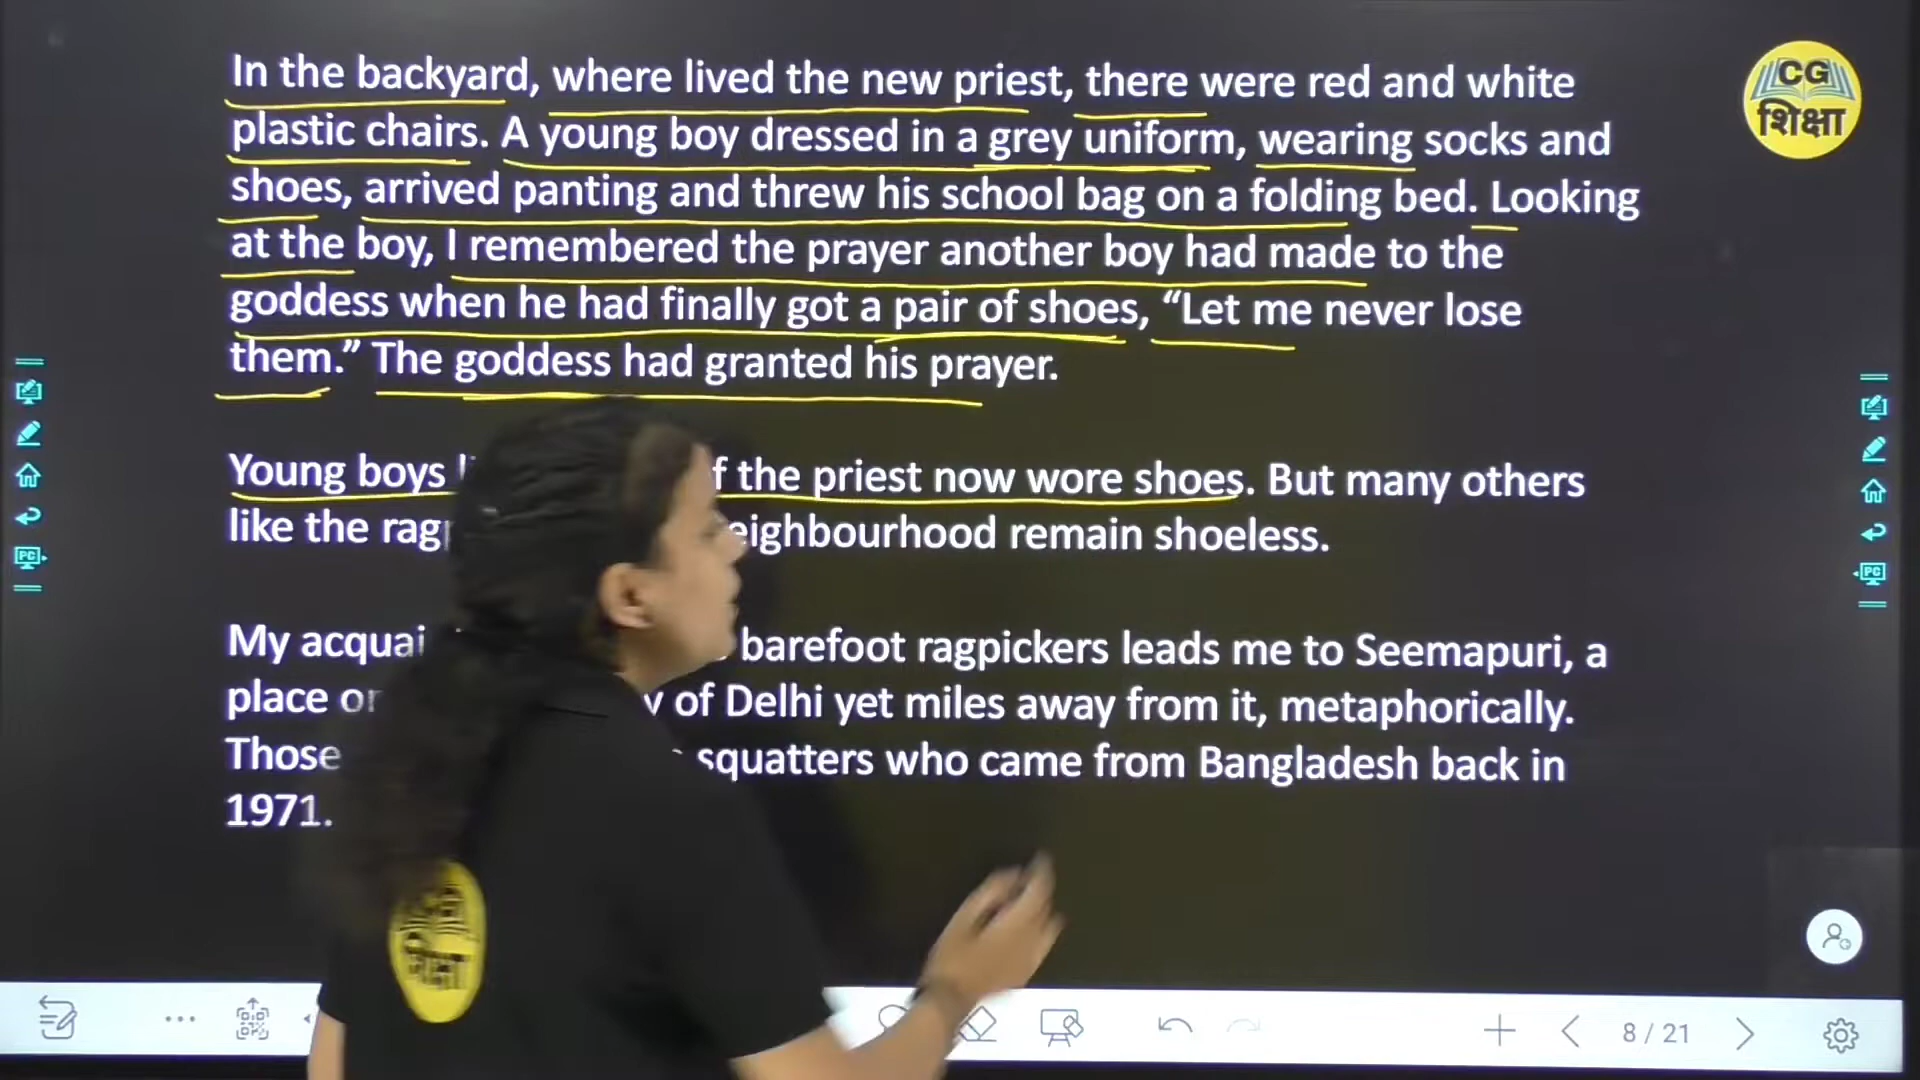 In the backyard, where lived the new priest, there were red and white
plastic chairs. A young boy dressed in a grey uniform, wearing socks and
shoes, arrived panting and threw his school bag on a folding bed. Looking
at the boy, I remembered the prayer another boy had made to the
goddess when he had finally got a pair of shoes, “Let me never lose
them.” The goddess had granted his prayer.
Young boys the priest now wore shoes. But many others
like the remain shoeless.
My barefoot ragpickers leads me to Seemapuri, a
place of Delhi yet miles away from it, metaphorically.
Those squatters who came from Bangladesh back in
1971.
CG
शिक्षा
PC
PC
8 / 21